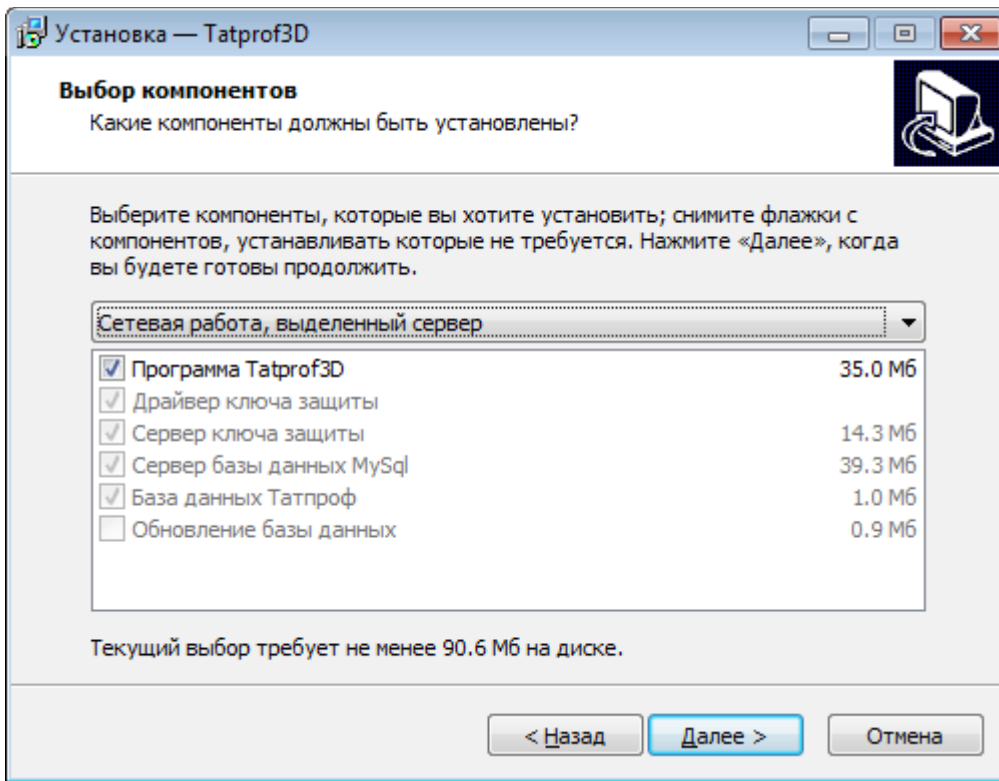 Установка — Tatprof3D
Выбор компонентов
Какие компоненты должны быть установлены?
Выберите компоненты, которые вы хотите установить; снимите флажки с
компонентов, устанавливать которые не требуется. Нажмите «Далее», когда
вы будете готовы продолжить.
Сетевая работа, выделенный сервер
Программа Tatprof3D 35.0 Мб
Драйвер ключа защиты
Сервер ключа защиты 14.3 Мб
Сервер базы данных MySql 39.3 Мб
База данных Татпроф 1.0 Мб
Обновление базы данных 0.9 Мб
Текущий выбор требует не менее 90.6 Мб на диске.
< Назад Далее > Отмена